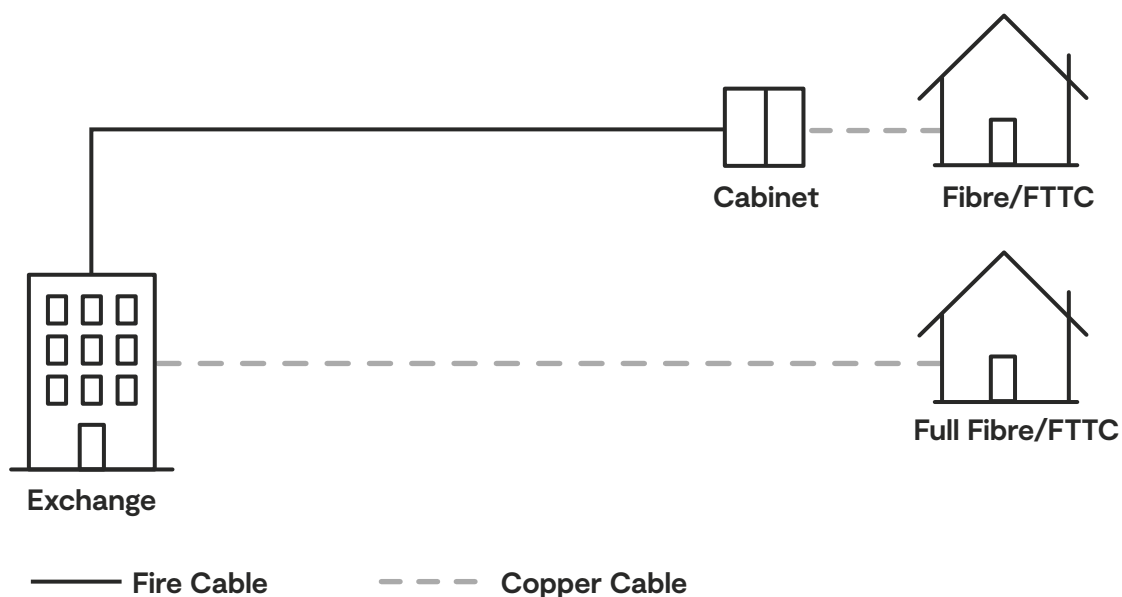 Cabinet
Fibre/FTTC
Full Fibre/FTTC
Exchange
Fire Cable
Copper Cable